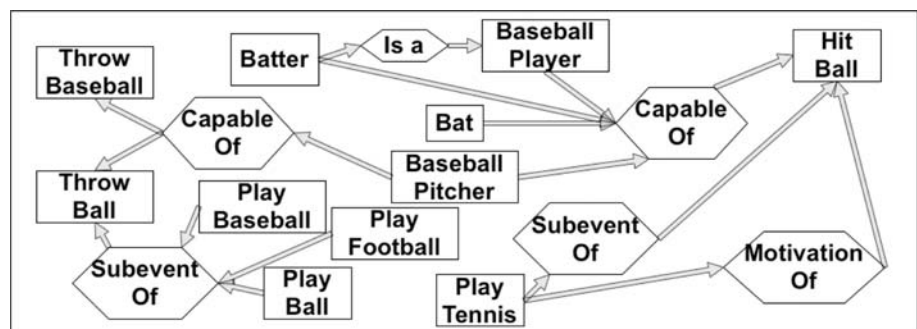 Throw
Baseball
Batter
Is a
Baseball
Player
Hit
Ball
Capable
Of
Bat
Capable
Of
Throw
Ball
Baseball
Pitcher
Play
Baseball
Play
Football
Subevent
Of
Subevent
Of
Motivation
Of
Play
Ball
Play
Tennis